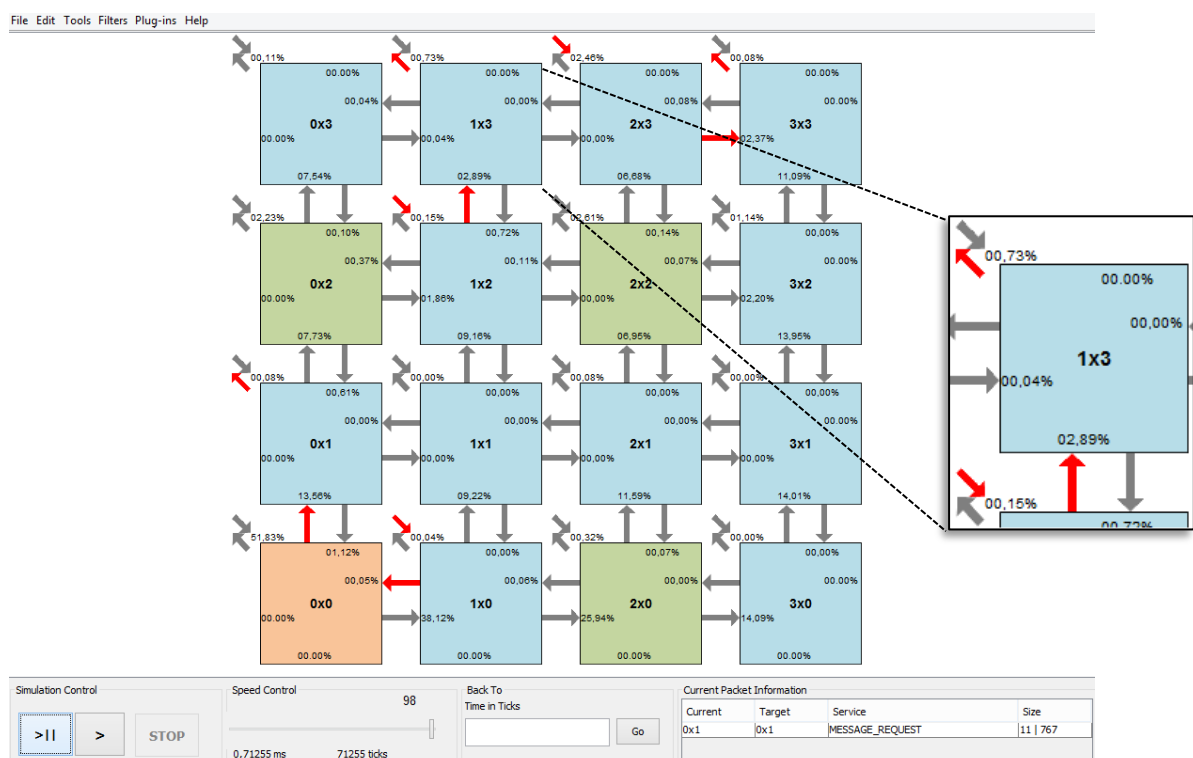 File Edit Tools Filters Plug-ins Help
00,11% 00,73% 02,46% 00,08%
00.00% 00.00% 00.00% 00.00%
00,04% 00,00% 00,08% 00.00%
0x3 1x3 2x3 3x3
00.00% 00,04% 00,00% 02,37%
07,54% 02,89% 06,68% 11,09%
02,23% 00,15% 02,61% 01,14%
00,10% 00,72% 00,14% 00,00%
00,37% 00,11% 00,07% 00.00%
0x2 1x2 2x2 3x2
00.00% 01,86% 00,00% 02,20%
07,73% 09,16% 06,95% 13,95%
00,08% 00,00% 00,08% 00,00%
00,61% 00,00% 00,00% 00,00%
00,00% 00,00% 00,00% 00.00%
0x1 1x1 2x1 3x1
00.00% 00,00% 00,00% 00,00%
13,56% 09,22% 11,59% 14,01%
51,83% 00,04% 00,32% 00,00%
01,12% 00,00% 00,07% 00,00%
00,05% 00,06% 00,00% 00.00%
0x0 1x0 2x0 3x0
00.00% 38,12% 25,94% 14,09%
00.00% 00.00% 00.00% 00.00%
00,73%
00.00%
00,00%
1x3
00,04%
02,89%
00,15%
00,72%
Simulation Control
>|| > STOP
Speed Control
98
0.71255 ms 71255 ticks
Back To
Time in Ticks
Go
Current Packet Information
Current Target Service Size
0x1 0x1 MESSAGE_REQUEST 11 | 767